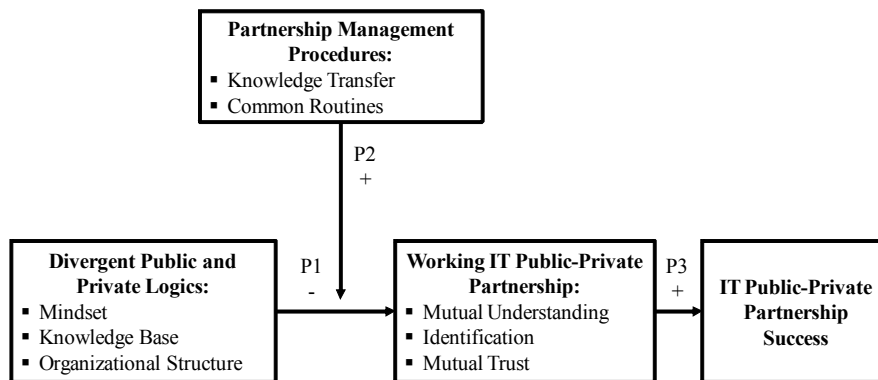 Partnership Management
Procedures:
▪ Knowledge Transfer
▪ Common Routines
P2
+
Divergent Public and
Private Logics:
▪ Mindset
▪ Knowledge Base
▪ Organizational Structure
P1
-
Working IT Public-Private
Partnership:
▪ Mutual Understanding
▪ Identification
▪ Mutual Trust
P3
+
IT Public-Private
Partnership
Success